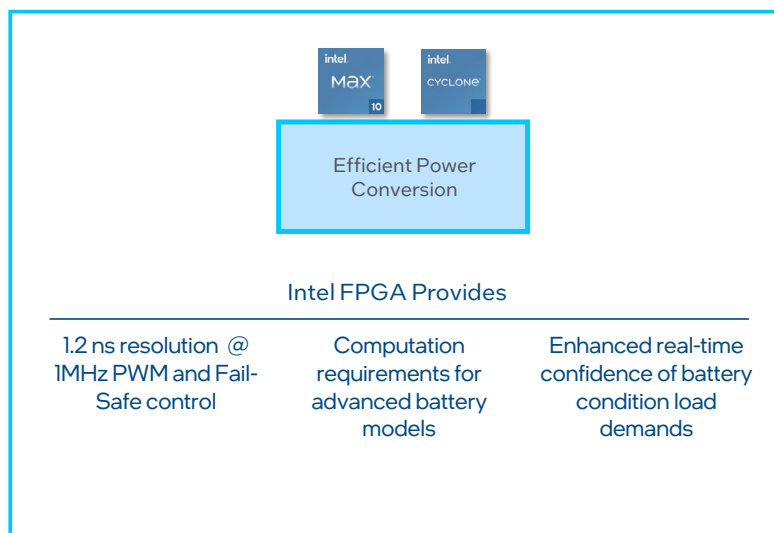 intel.
MAX
10
intel.
CYCLONE
Efficient Power
Conversion
Intel FPGA Provides
1.2 ns resolution @
1MHz PWM and Fail-
Safe control
Computation
requirements for
advanced battery
models
Enhanced real-time
confidence of battery
condition load
demands